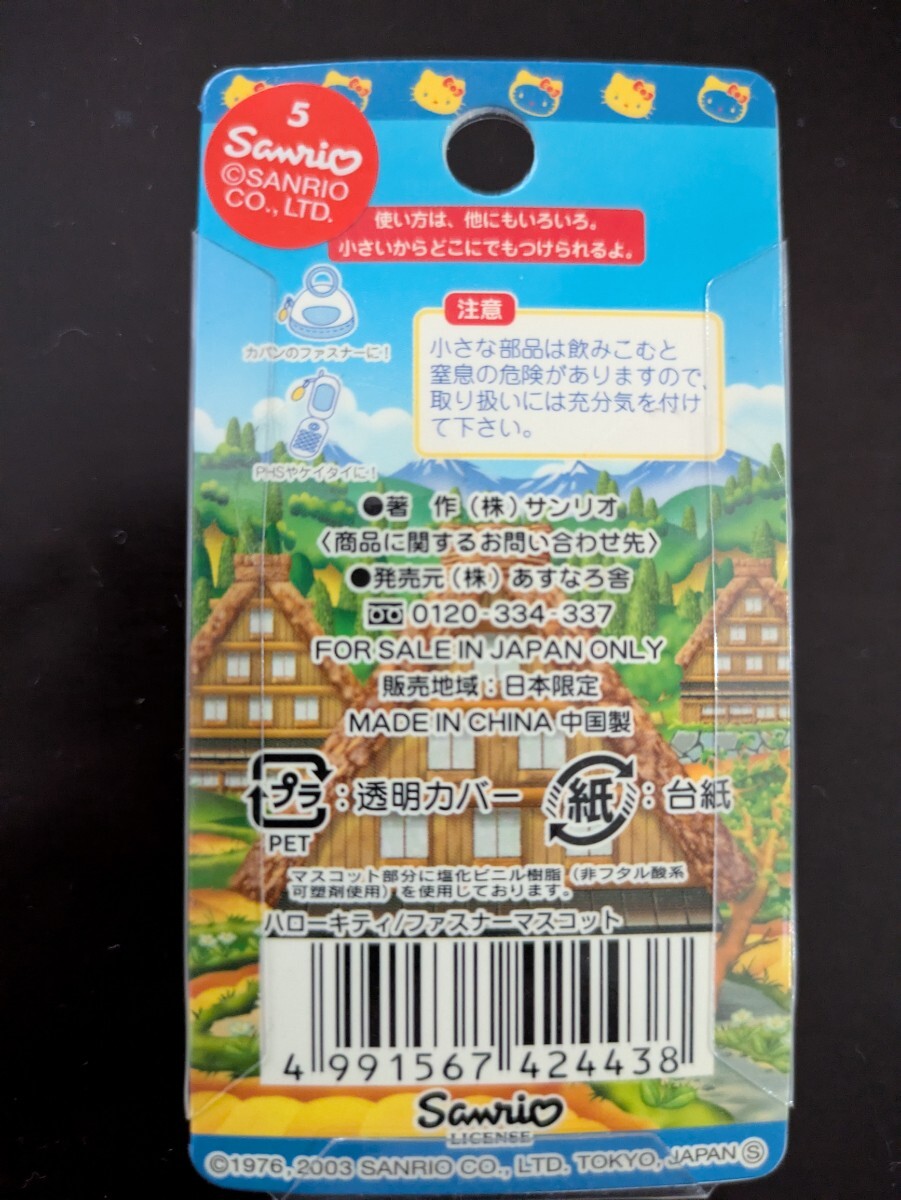 5
Sanrio
©SANRIO
CO., LTD.
使い方は、他にもいろいろ。
小さいからどこにでもつけられるよ。
カバンのファスナーに!
PHSやケイタイに!
注意
小さな部品は飲みこむと
窒息の危険がありますので、
取り扱いには充分気を付け
て下さい。
●著 作(株)サンリオ
〈商品に関するお問い合わせ先〉
●発売元(株)あすなろ舎
0120-334-337
FOR SALE IN JAPAN ONLY
販売地域:日本限定
MADE IN CHINA 中国製
プラ:透明カバー 紙:台紙
PET
マスコット部分に塩化ビニル樹脂(非フタル酸系
可塑剤使用)を使用しております。
ハローキティ/ファスナーマスコット
4 991567 424438
Sanrio
LICENSE
©1976, 2003 SANRIO CO., LTD. TOKYO, JAPAN Ⓢ